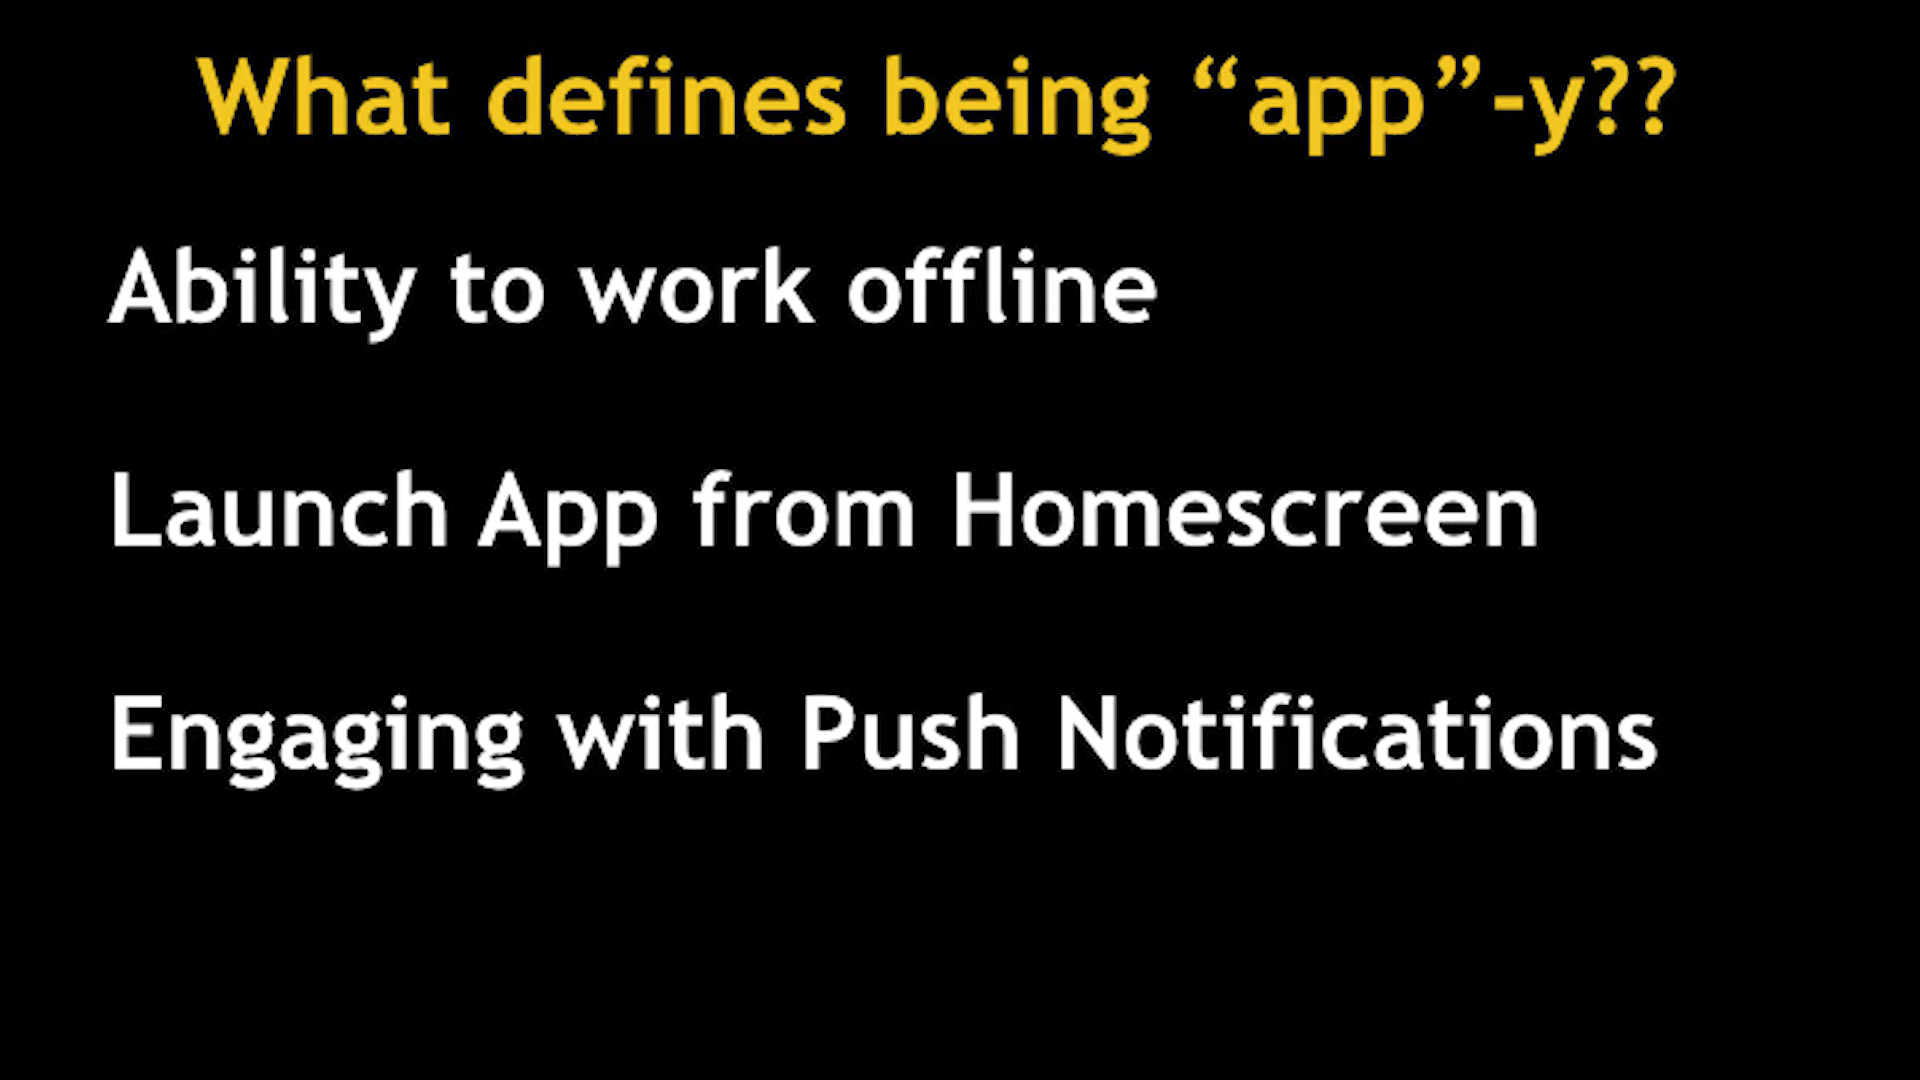 What defines being “app”-y??
Ability to work offline
Launch App from Homescreen
Engaging with Push Notifications